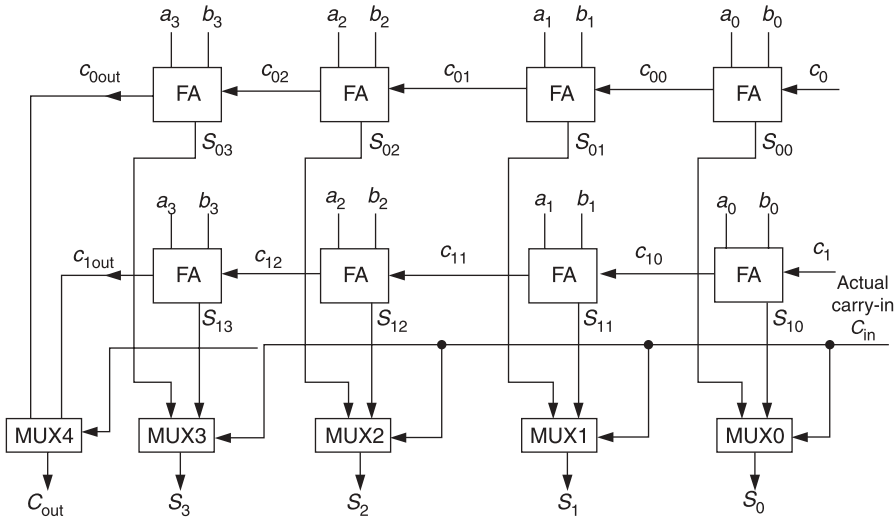 a3 b3 a2 b2 a1 b1 a0 b0
c0out c02 c01 c00 c0
FA FA FA FA
S03 S02 S01 S00
a3 b3 a2 b2 a1 b1 a0 b0
c1out c12 c11 c10 c1
FA FA FA FA
Actual
carry-in
Cin
S13 S12 S11 S10
MUX4 MUX3 MUX2 MUX1 MUX0
Cout S3 S2 S1 S0